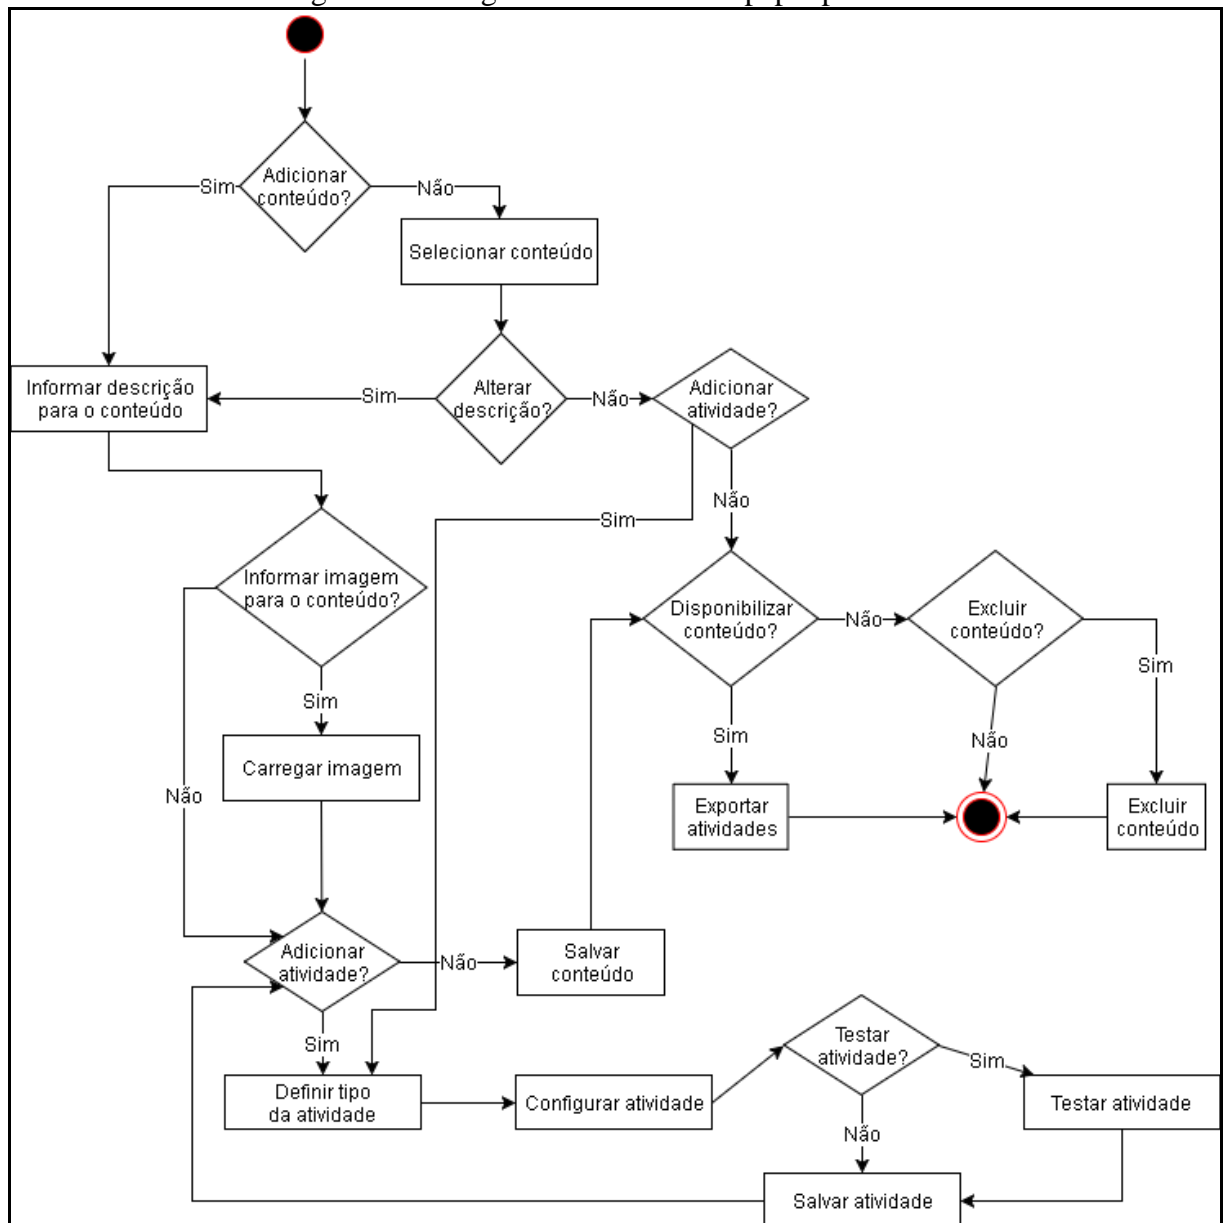 Adicionar
conteúdo?
Sim
Não
Selecionar conteúdo
Informar descrição
para o conteúdo
Sim
Alterar
descrição?
Não
Adicionar
atividade?
Não
Sim
Informar imagem
para o conteúdo?
Disponibilizar
conteúdo?
Não
Excluir
conteúdo?
Sim
Sim
Sim
Não
Carregar imagem
Não
Exportar
atividades
Excluir
conteúdo
Adicionar
atividade?
Não
Salvar
conteúdo
Sim
Testar
atividade?
Sim
Definir tipo
da atividade
Configurar atividade
Testar atividade
Não
Salvar atividade